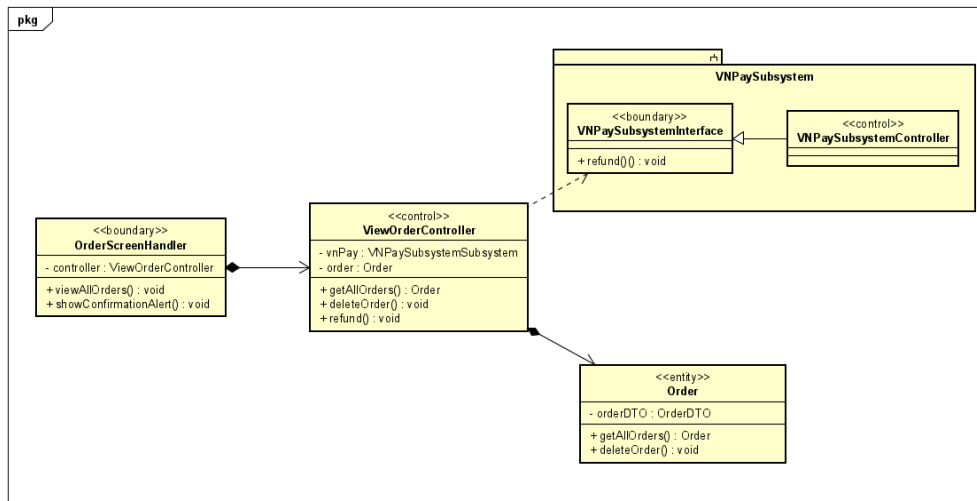 pkg
VNPaySubsystem
<<boundary>>
VNPaySubsystemInterface
+ refund()() : void
<<control>>
VNPaySubsystemController
<<boundary>>
OrderScreenHandler
- controller : ViewOrderController
+ viewAllOrders() : void
+ showConfirmationAlert() : void
<<control>>
ViewOrderController
- vnPay : VNPaySubsystemSubsystem
- order : Order
+ getAllOrders() : Order
+ deleteOrder() : void
+ refund() : void
<<entity>>
Order
- orderDTO : OrderDTO
+ getAllOrders() : Order
+ deleteOrder() : void